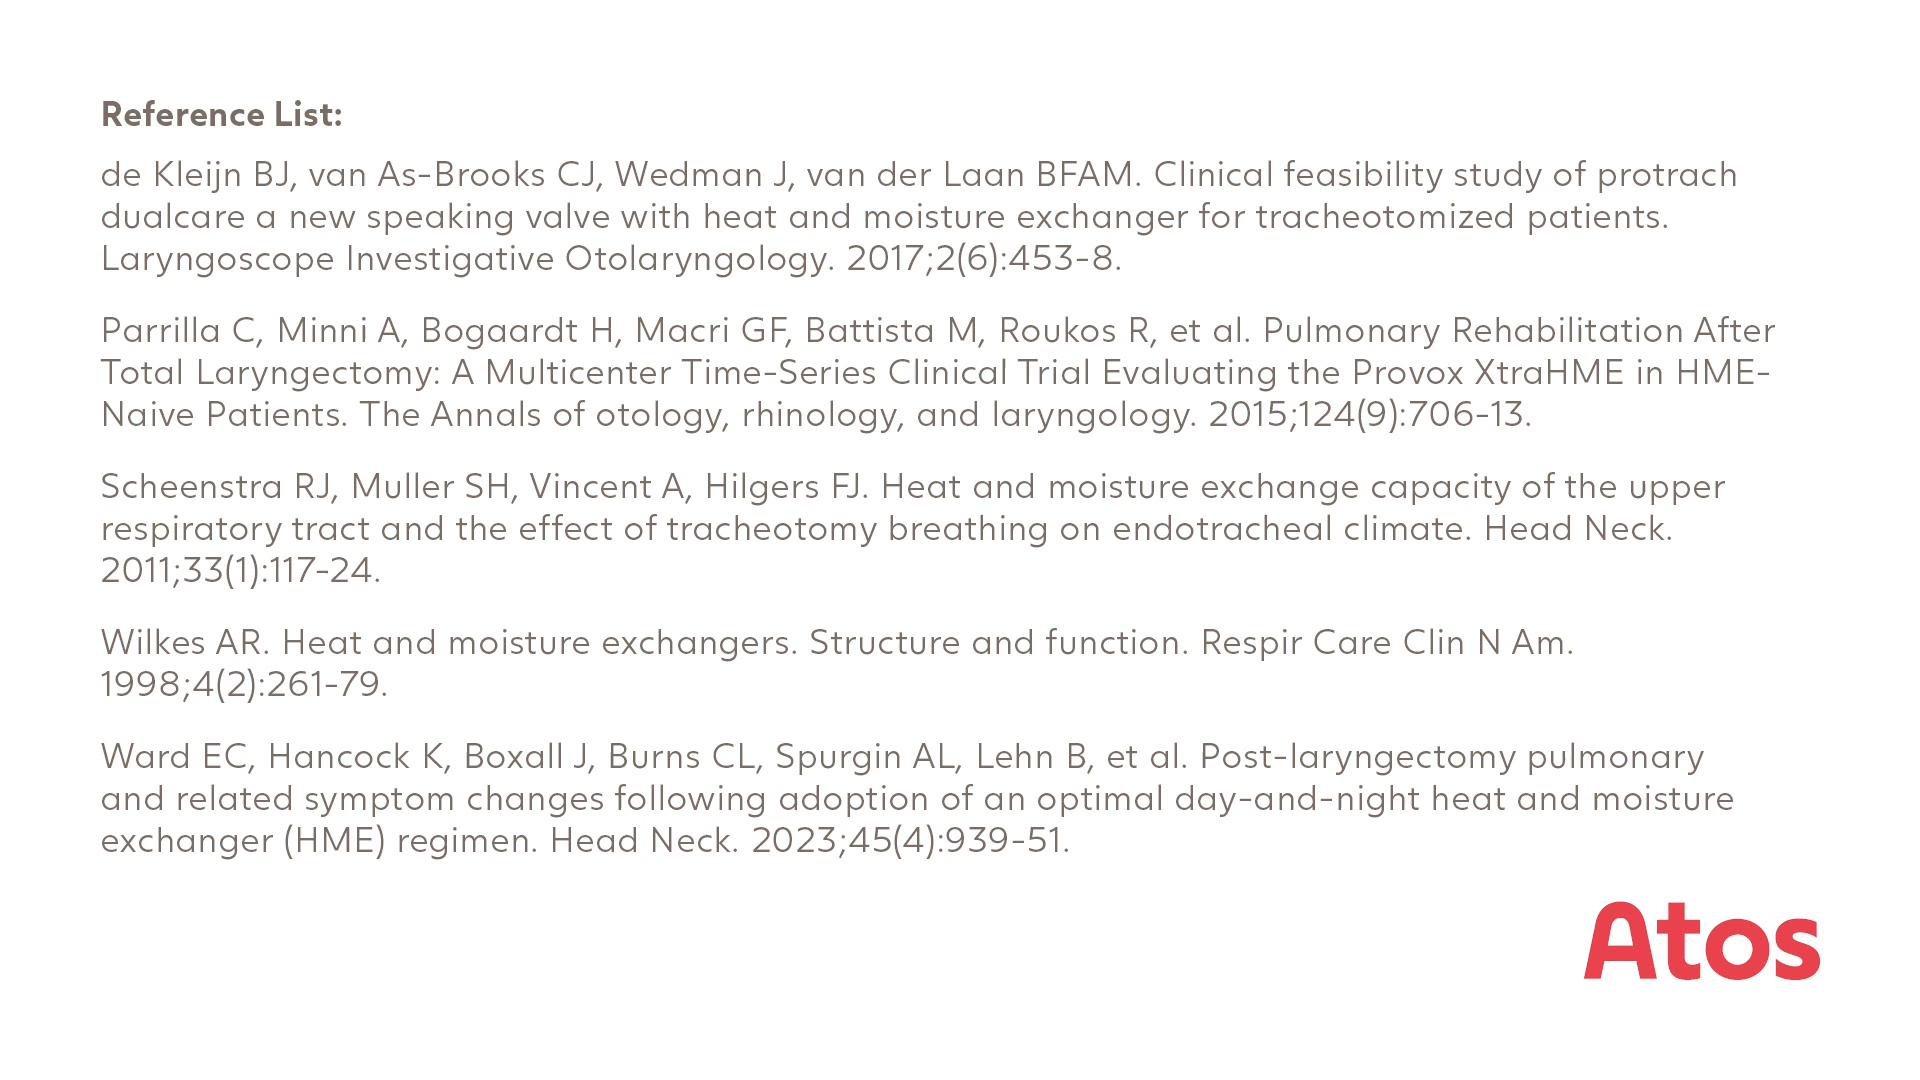 Reference List:
de Kleijn BJ, van As-Brooks CJ, Wedman J, van der Laan BFAM. Clinical feasibility study of protrach
dualcare a new speaking valve with heat and moisture exchanger for tracheotomized patients.
Laryngoscope Investigative Otolaryngology. 2017;2(6):453-8.
Parrilla C, Minni A, Bogaardt H, Macri GF, Battista M, Roukos R, et al. Pulmonary Rehabilitation After
Total Laryngectomy: A Multicenter Time-Series Clinical Trial Evaluating the Provox XtraHME in HME-
Naive Patients. The Annals of otology, rhinology, and laryngology. 2015;124(9):706-13.
Scheenstra RJ, Muller SH, Vincent A, Hilgers FJ. Heat and moisture exchange capacity of the upper
respiratory tract and the effect of tracheotomy breathing on endotracheal climate. Head Neck.
2011;33(1):117-24.
Wilkes AR. Heat and moisture exchangers. Structure and function. Respir Care Clin N Am.
1998;4(2):261-79.
Ward EC, Hancock K, Boxall J, Burns CL, Spurgin AL, Lehn B, et al. Post-laryngectomy pulmonary
and related symptom changes following adoption of an optimal day-and-night heat and moisture
exchanger (HME) regimen. Head Neck. 2023;45(4):939-51.
Atos